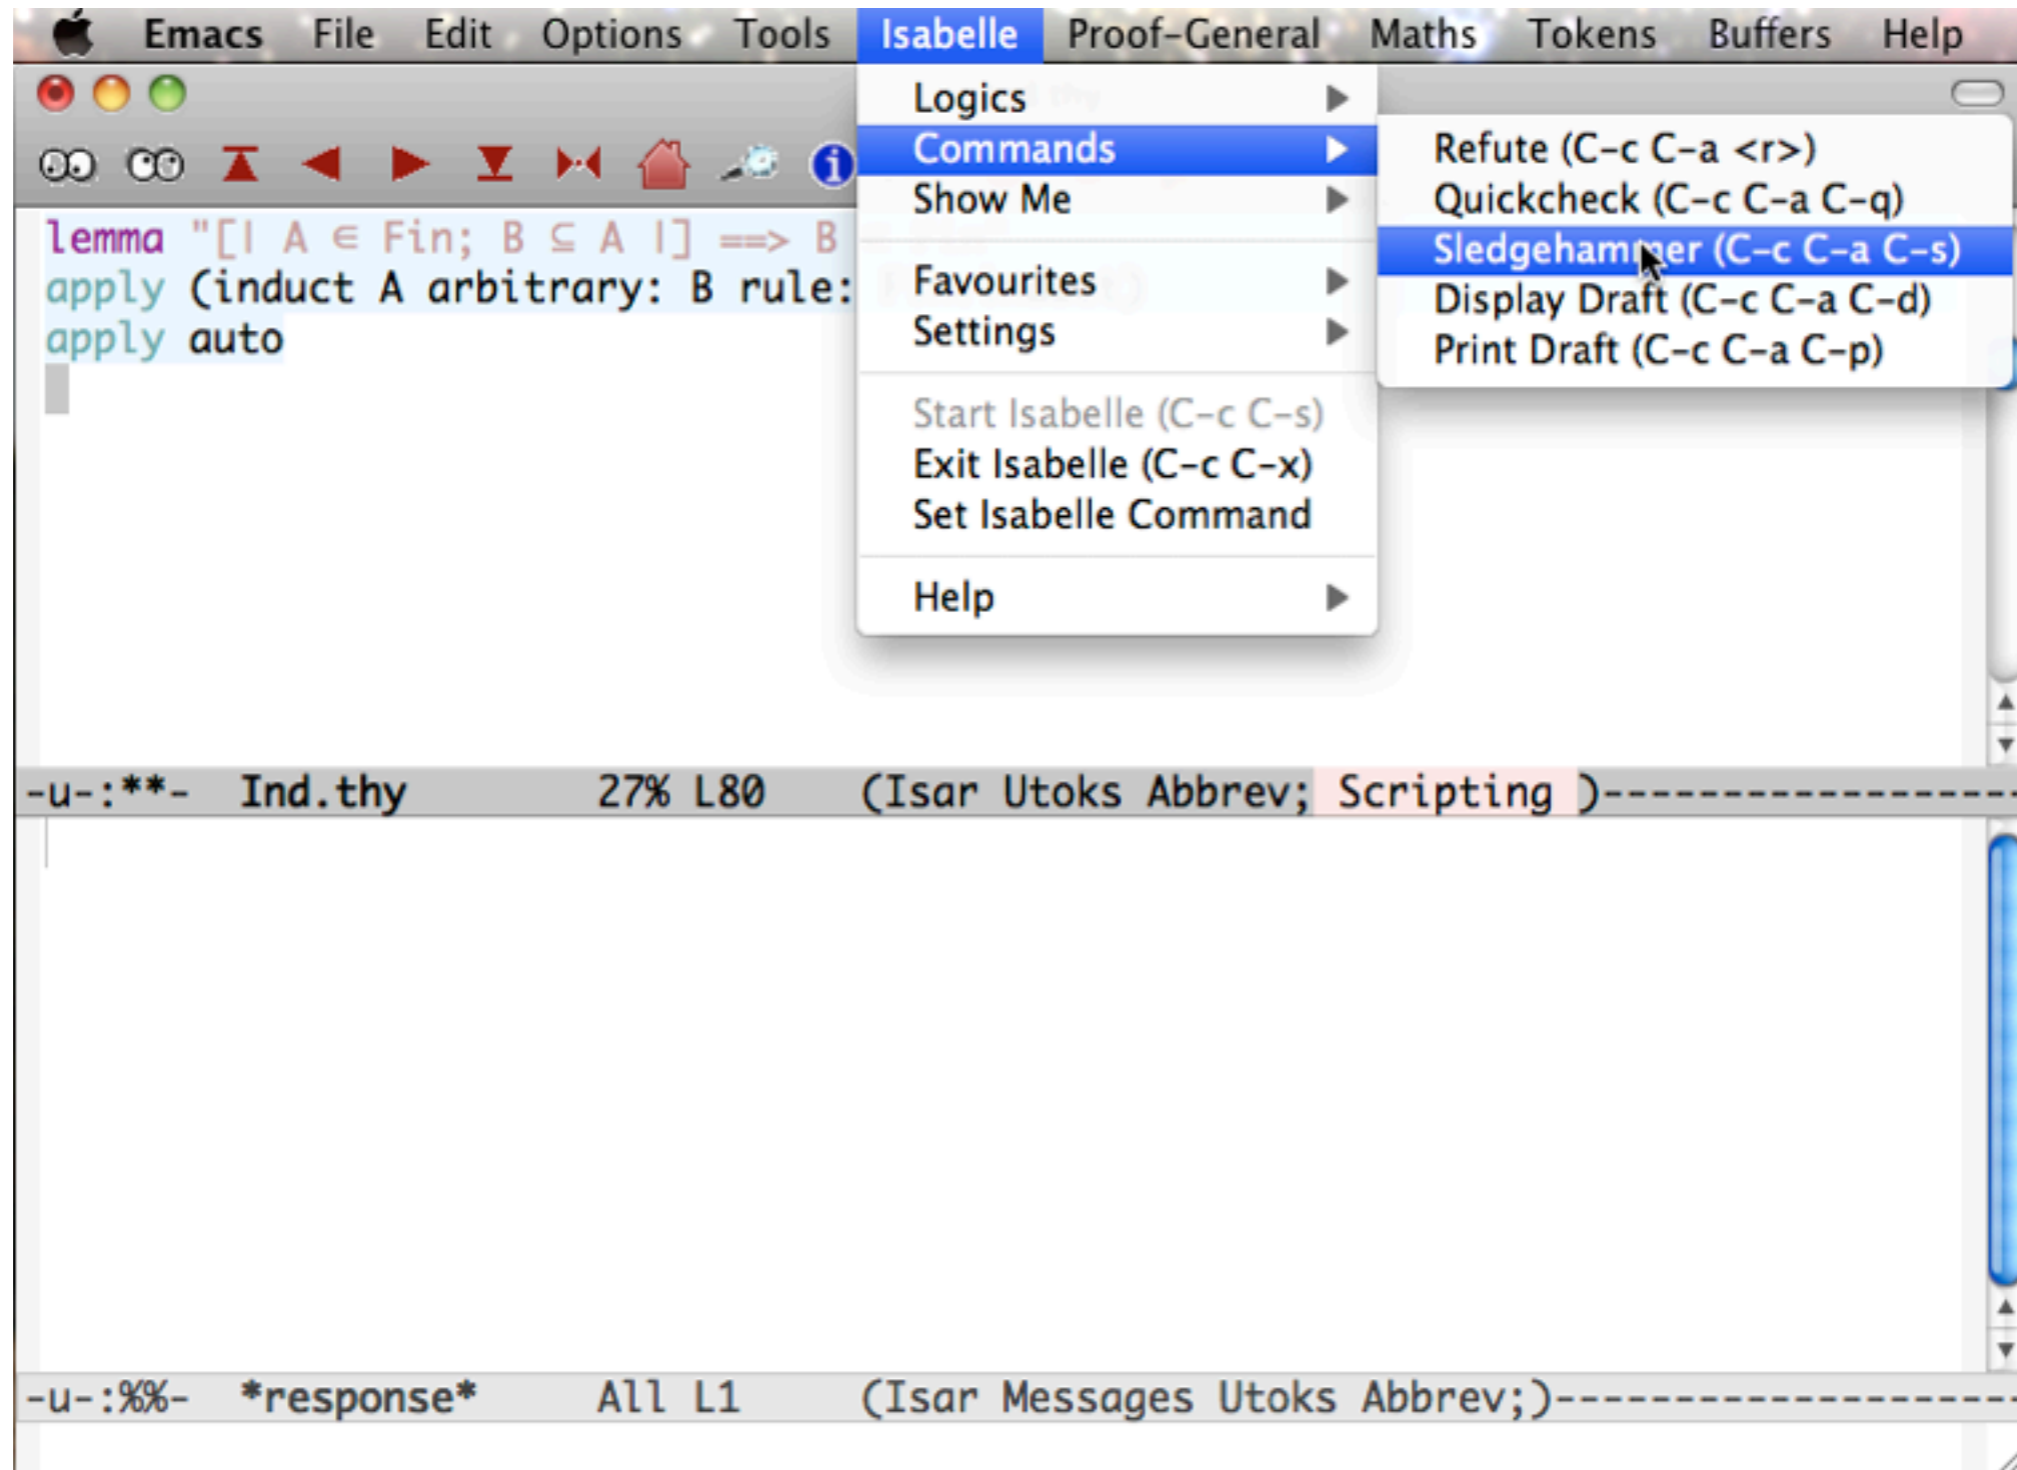 Emacs File Edit Options Tools Isabelle Proof-General Maths Tokens Buffers Help
Logics
Commands
Show Me
Favourites
Settings
Start Isabelle (C-c C-s)
Exit Isabelle (C-c C-x)
Set Isabelle Command
Help
Refute (C-c C-a <r>)
Quickcheck (C-c C-a C-q)
Sledgehammer (C-c C-a C-s)
Display Draft (C-c C-a C-d)
Print Draft (C-c C-a C-p)
lemma "[| A ∈ Fin; B ⊆ A |] ==> B
apply (induct A arbitrary: B rule:
apply auto
-u-:**- Ind.thy 27% L80 (Isar Utoks Abbrev; Scripting )------------------
-u-:%%- *response* All L1 (Isar Messages Utoks Abbrev;)--------------------